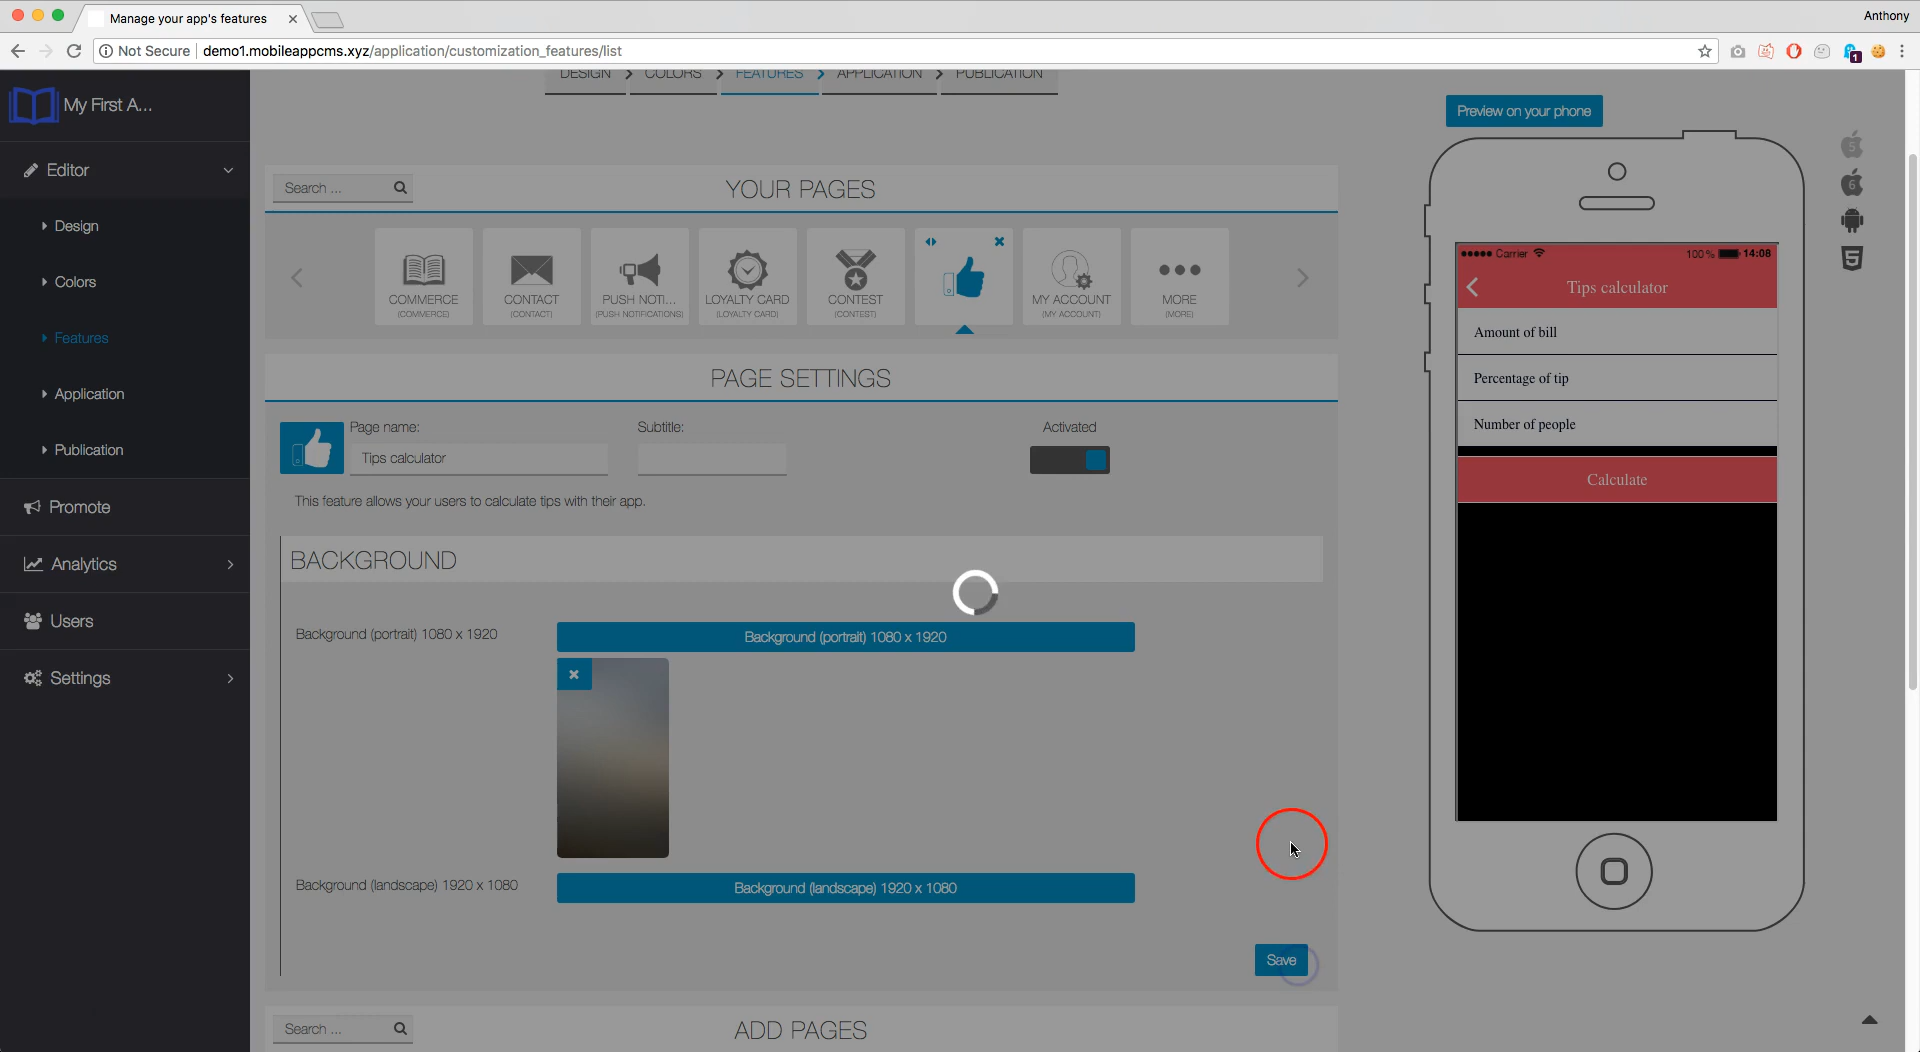 Manage your app's features
Anthony
Not Secure
demo1.mobileappcms.xyz/application/customization_features/list
1
My First A...
Editor
Design
Colors
Features
Application
Publication
Promote
Analytics
Users
Settings
DESIGN
COLORS
FEATURES
APPLICATION
PUBLICATION
Search ...
YOUR PAGES
COMMERCE
(COMMERCE)
CONTACT
(CONTACT)
PUSH NOTI...
(PUSH NOTIFICATIONS)
LOYALTY CARD
(LOYALTY CARD)
CONTEST
(CONTEST)
MY ACCOUNT
(MY ACCOUNT)
MORE
(MORE)
PAGE SETTINGS
Page name:
Subtitle:
Activated
Tips calculator
This feature allows your users to calculate tips with their app.
BACKGROUND
Background (portrait) 1080 x 1920
Background (portrait) 1080 x 1920
Background (landscape) 1920 x 1080
Background (landscape) 1920 x 1080
Save
Search ...
ADD PAGES
Preview on your phone
5
6
5
Carrier
100 %
14:08
Tips calculator
Amount of bill
Percentage of tip
Number of people
Calculate